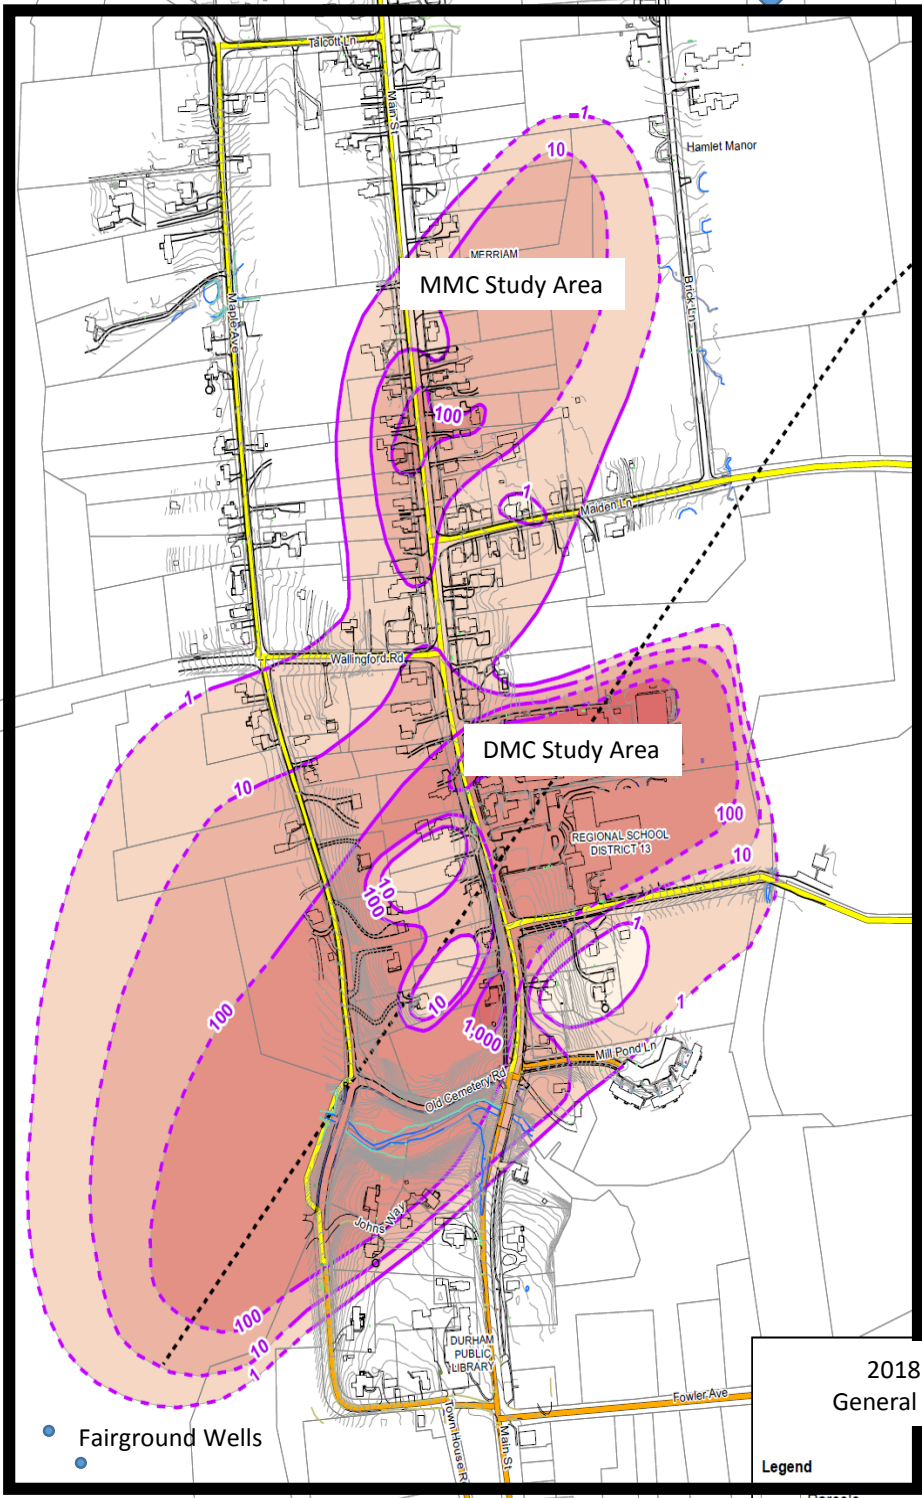 Talcott Ln
Main St
1
10
Hamlet Manor
MERRIAM
MMC Study Area
Brick Ln
Maple Ave
100
1
Maiden Ln
Wallingford Rd
1
10
DMC Study Area
100
REGIONAL SCHOOL
DISTRICT 13
10
10
100
1
100
10
1,000
1
Mill Pond Ln
Old Cemetery Rd
Johns Way
100
10
1
DURHAM
PUBLIC
LIBRARY
2018
General
Fowler Ave
Town House R
Main St
Fairground Wells
Legend